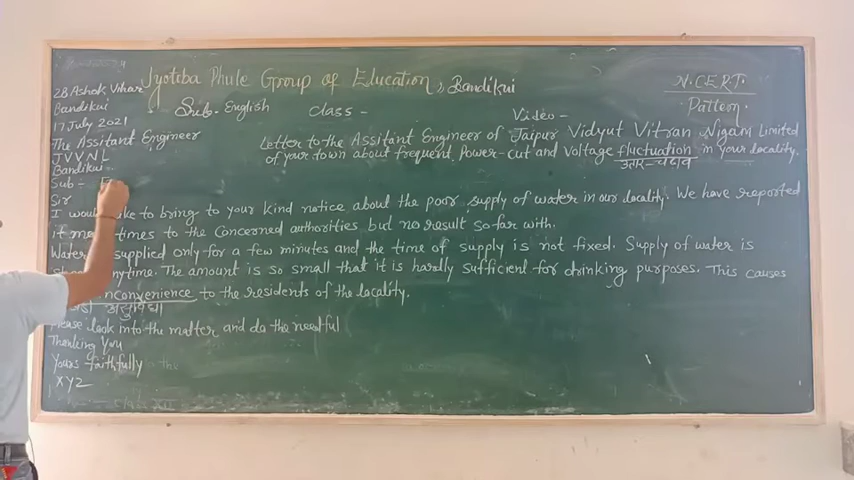 Jyoteba Phule Group of Education, Bandikui
N.CERT.
Pattern
Sub- English Class - Video -
Letter to the Assitant Engineer of Jaipur Vidyut Vitran Nigam Limited
of your town about frequent Power-cut and Voltage fluctuation in your locality.
उतार-चढ़ाव
28 Ashok Vihar
Bandikui
17 July 2021
The Assitant Engineer
JVVNL
Bandikui
Sub -
Sir
I would like to bring to your kind notice about the poor supply of water in our locality. We have reported
it times to the concerned authorities but no result so far with.
Water supplied only for a few minutes and the time of supply is not fixed. Supply of water is
anytime. The amount is so small that it is hardly sufficient for drinking purposes. This causes
inconvenience to the residents of the locality.
असुविधा
Please look into the matter and do the needful
Thanking You
Yours faithfully
XYZ